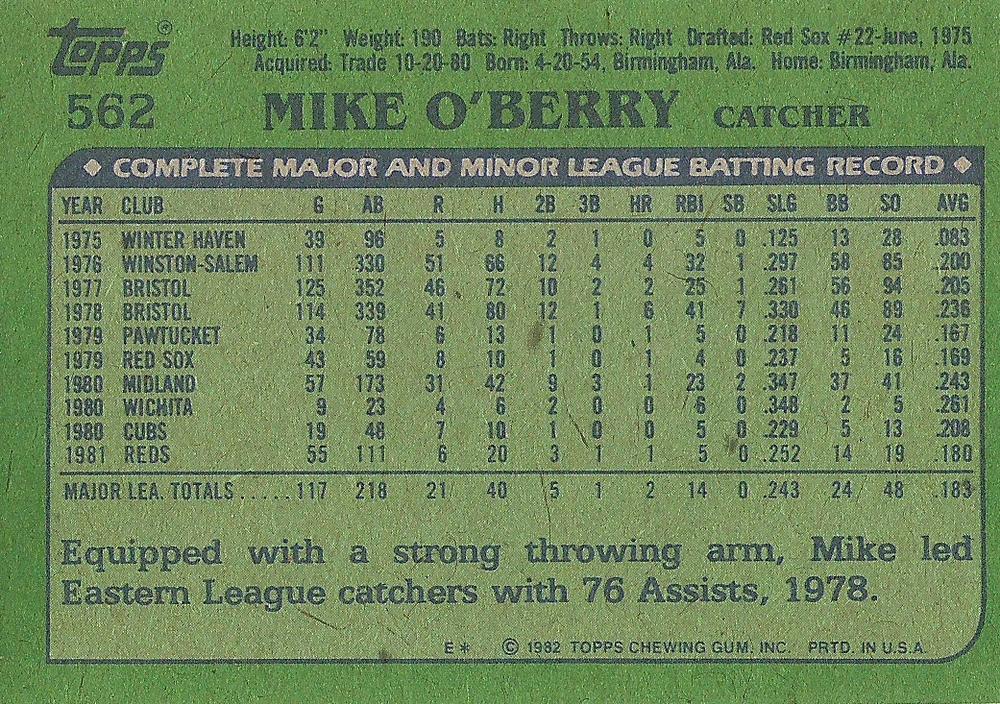 Topps®
Height: 6'2" Weight: 190 Bats: Right Throws: Right Drafted: Red Sox #22-June, 1975
Acquired: Trade 10-20-80 Born: 4-20-54, Birmingham, Ala. Home: Birmingham, Ala.
562 MIKE O'BERRY CATCHER
◆ COMPLETE MAJOR AND MINOR LEAGUE BATTING RECORD ◆
YEAR CLUB G AB R H 2B 3B HR RBI SB SLG BB SO AVG
1975 WINTER HAVEN 39 96 5 8 2 1 0 5 0 .125 13 28 .083
1976 WINSTON-SALEM 111 330 51 66 12 4 4 32 1 .297 58 85 .200
1977 BRISTOL 125 352 46 72 10 2 2 25 1 .261 56 94 .205
1978 BRISTOL 114 339 41 80 12 1 6 41 7 .330 46 89 .236
1979 PAWTUCKET 34 78 6 13 1 0 1 5 0 .218 11 24 .167
1979 RED SOX 43 59 8 10 1 0 1 4 0 .237 5 16 .169
1980 MIDLAND 57 173 31 42 9 3 1 23 2 .347 37 41 .243
1980 WICHITA 9 23 4 6 2 0 0 6 0 .348 2 5 .261
1980 CUBS 19 48 7 10 1 0 0 5 0 .229 5 13 .208
1981 REDS 55 111 6 20 3 1 1 5 0 .252 14 19 .180
MAJOR LEA. TOTALS.....117 218 21 40 5 1 2 14 0 .243 24 48 .183
Equipped with a strong throwing arm, Mike led
Eastern League catchers with 76 Assists, 1978.
E* © 1982 TOPPS CHEWING GUM, INC. PRTD. IN U.S.A.